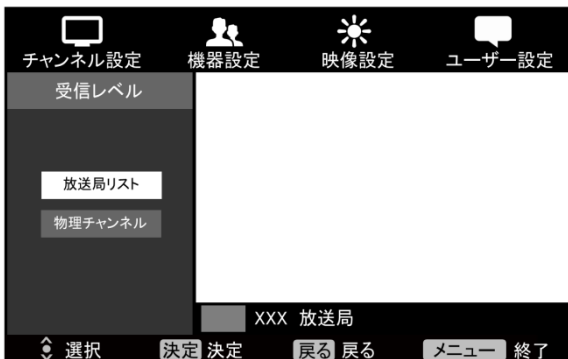 チャンネル設定 機器設定 映像設定 ユーザー設定
受信レベル
放送局リスト
物理チャンネル
XXX 放送局
選択 決定 決定 戻る 戻る メニュー 終了